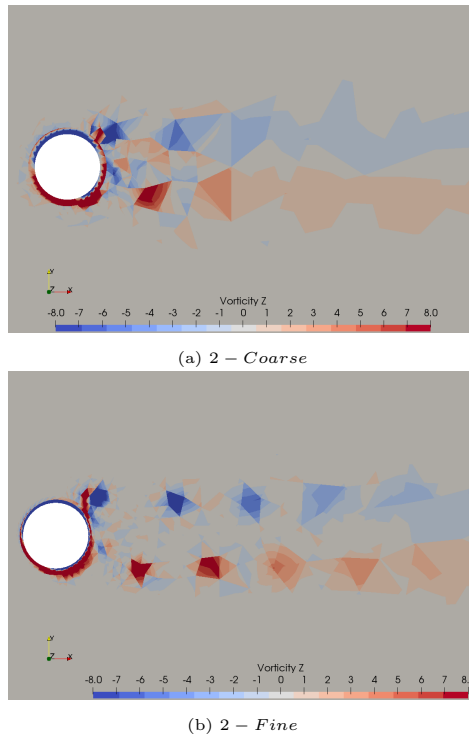 Y
Z X
Vorticity Z
-8.0 -7 -6 -5 -4 -3 -2 -1 0 1 2 3 4 5 6 7 8.0
(a) 2 − Coarse
Y
Z X
Vorticity Z
-8.0 -7 -6 -5 -4 -3 -2 -1 0 1 2 3 4 5 6 7 8.
(b) 2 − Fine